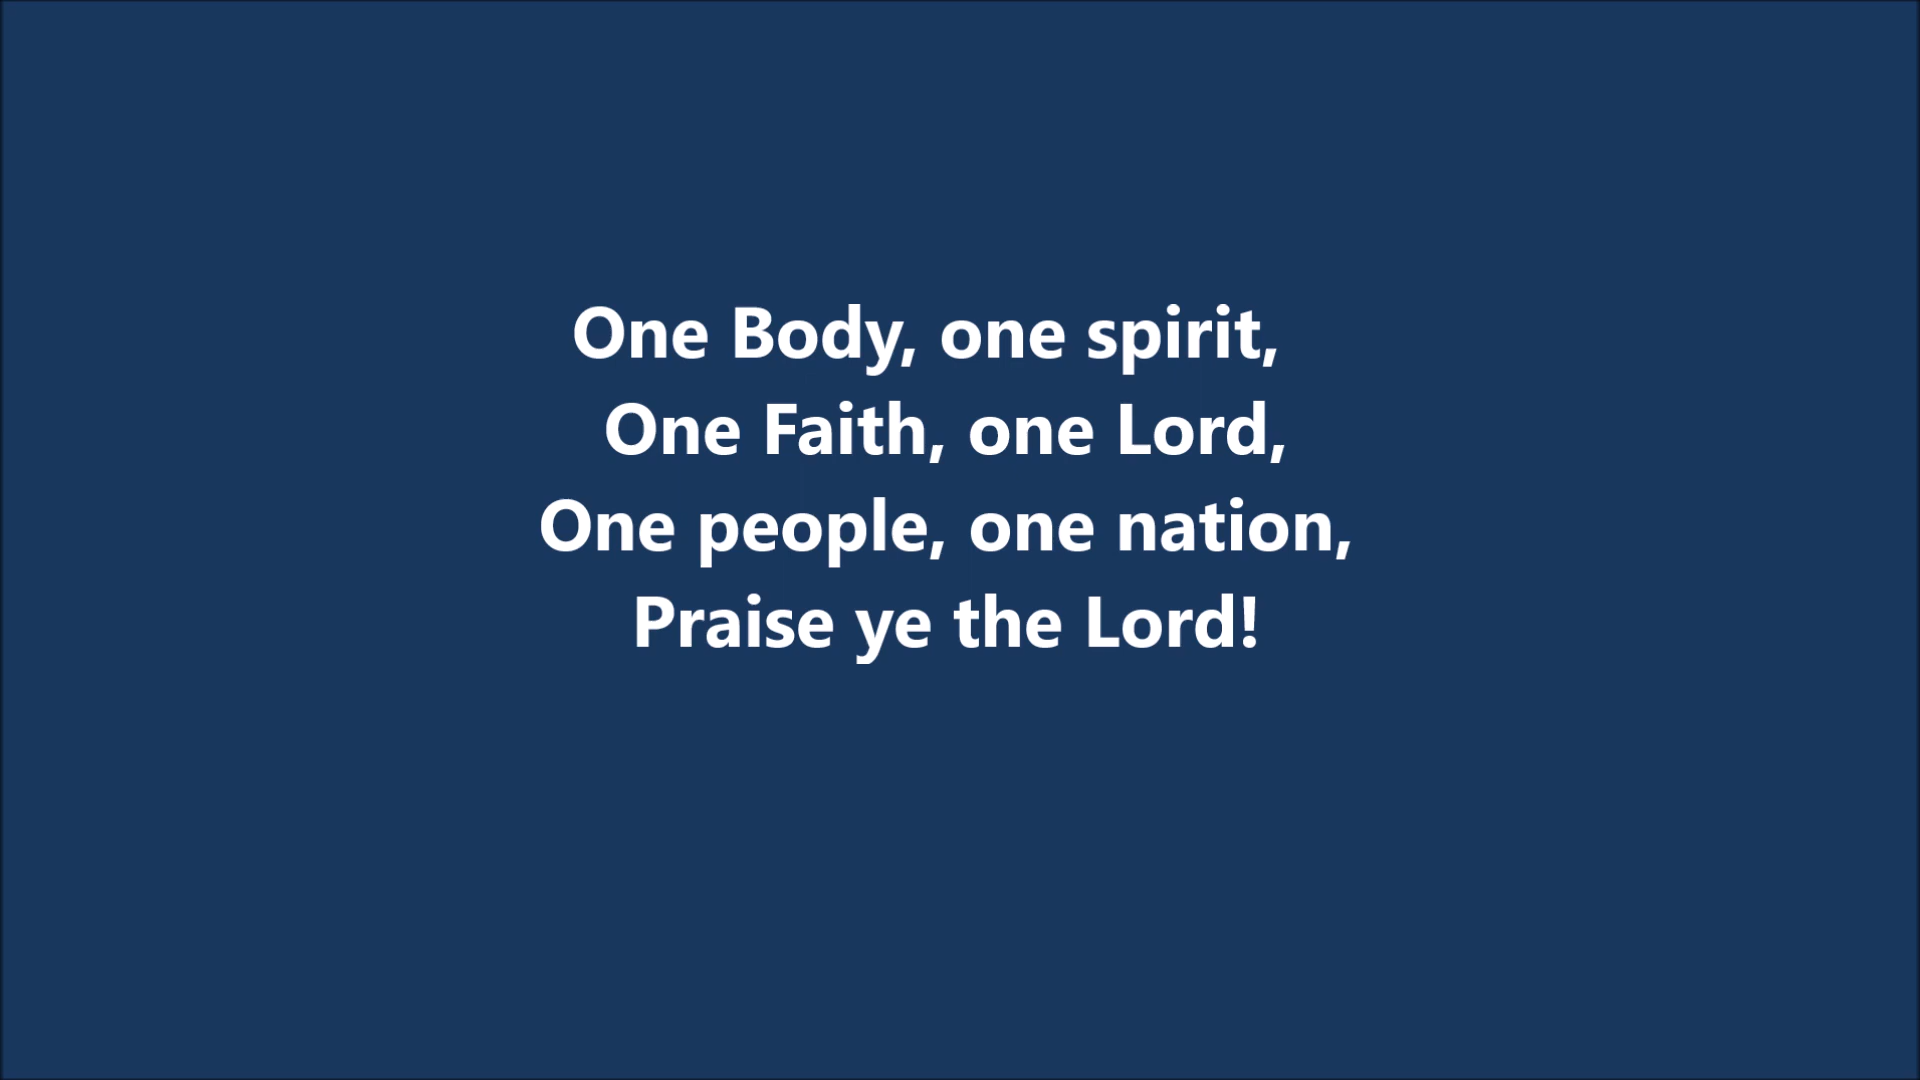 One Body, one spirit,
One Faith, one Lord,
One people, one nation,
Praise ye the Lord!